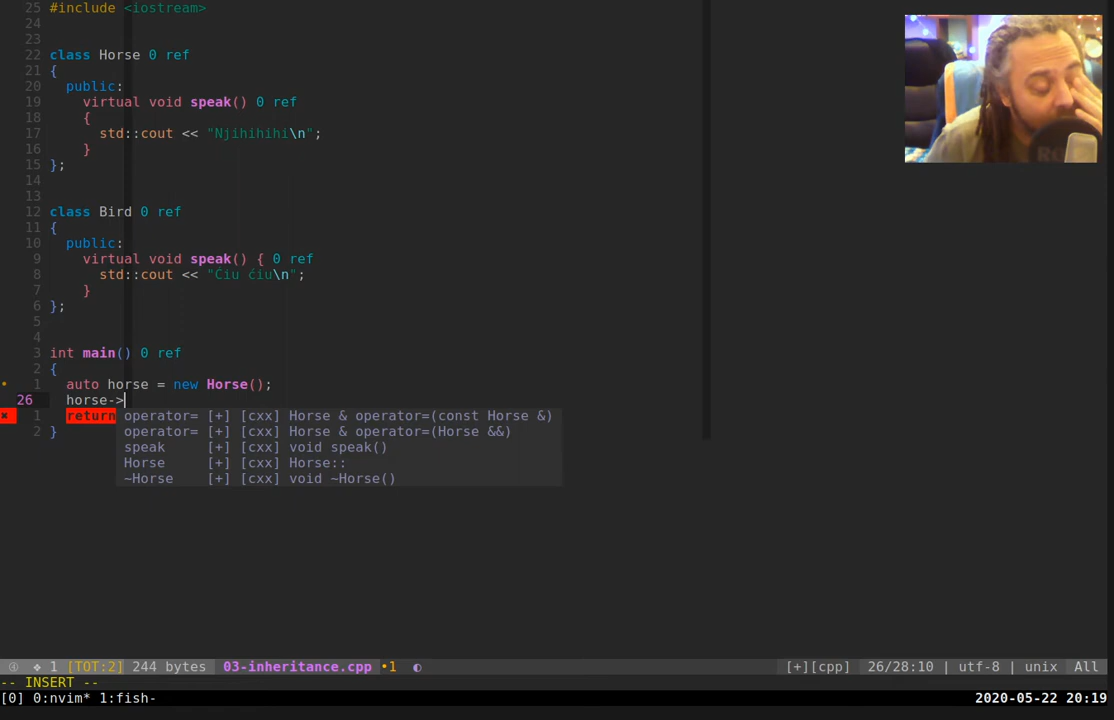 25 #include <iostream>
24
23
22 class Horse 0 ref
21 {
20 public:
19 virtual void speak() 0 ref
18 {
17 std::cout << "Njihihihi\n";
16 }
15 };
14
13
12 class Bird 0 ref
11 {
10 public:
9 virtual void speak() { 0 ref
8 std::cout << "Ćiu ćiu\n";
7 }
6 };
5
4
3 int main() 0 ref
2 {
• 1 auto horse = new Horse();
26 horse->
✖ 1 return operator= [+] [cxx] Horse & operator=(const Horse &)
2 } operator= [+] [cxx] Horse & operator=(Horse &&)
speak [+] [cxx] void speak()
Horse [+] [cxx] Horse::
~Horse [+] [cxx] void ~Horse()
④ ❖ 1 [TOT:2] 244 bytes 03-inheritance.cpp •1 ◐ [+][cpp] 26/28:10 | utf-8 | unix All
-- INSERT --
[0] 0:nvim* 1:fish- 2020-05-22 20:19